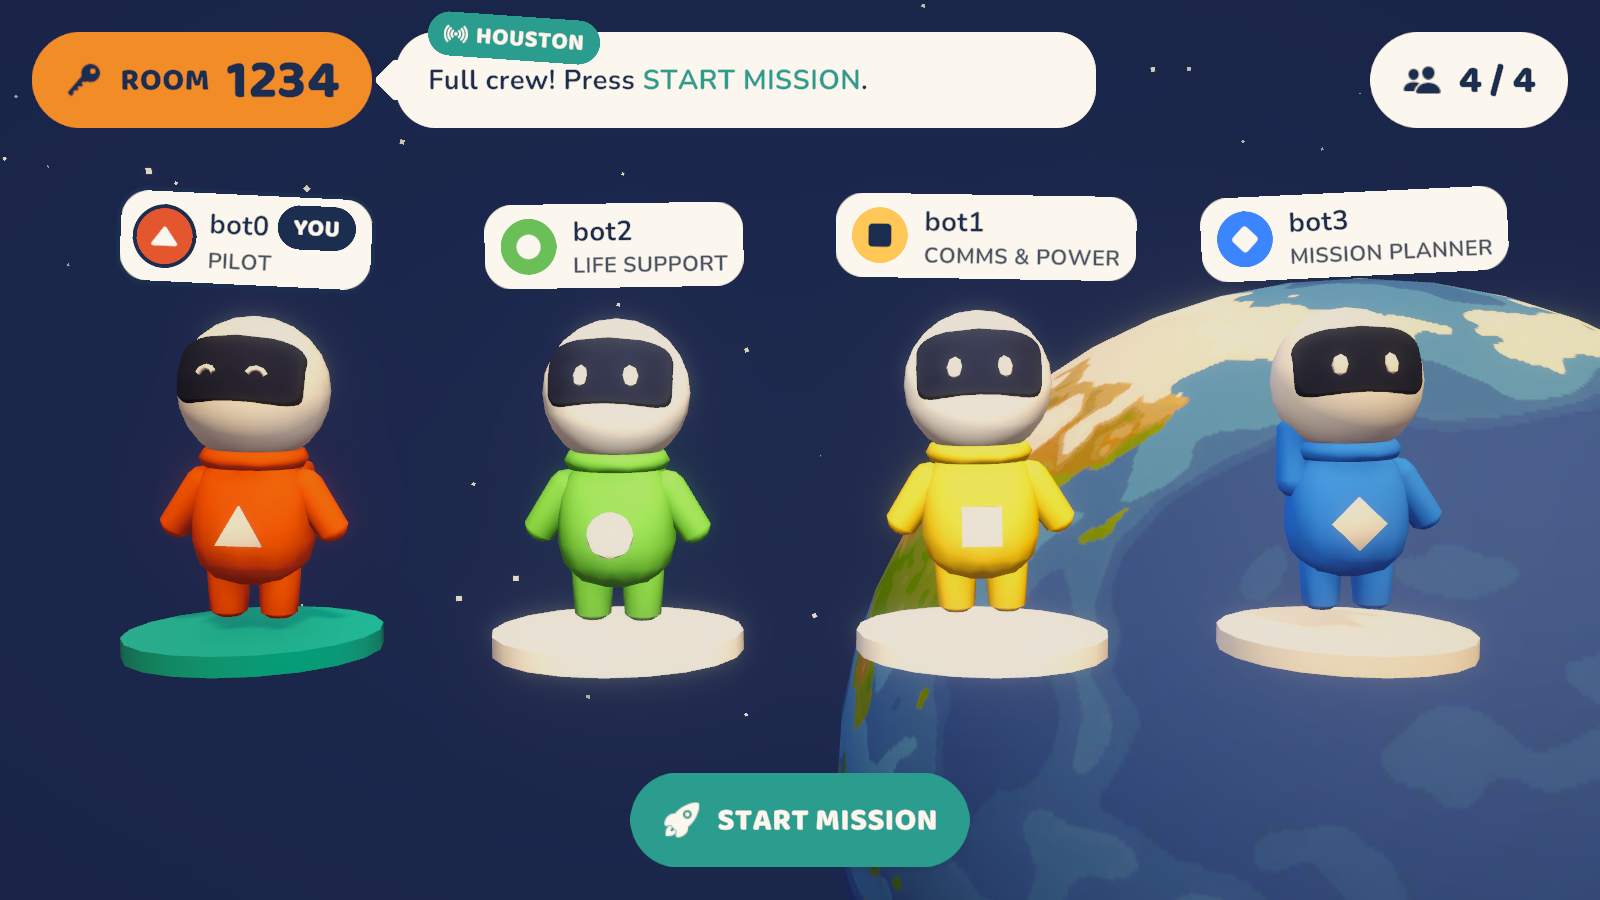 ROOM 1234
HOUSTON
Full crew! Press START MISSION.
4 / 4
bot0 YOU
PILOT
bot2
LIFE SUPPORT
bot1
COMMS & POWER
bot3
MISSION PLANNER
START MISSION